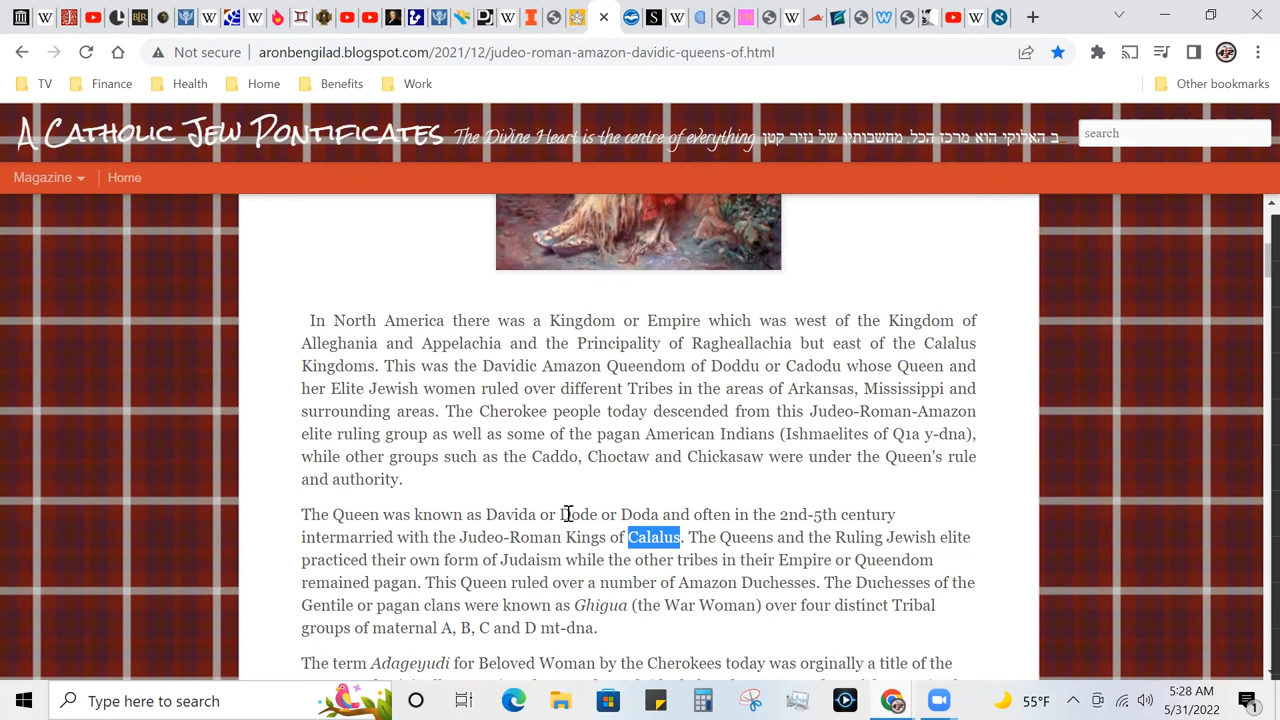 Not secure
aronbengilad.blogspot.com/2021/12/judeo-roman-amazon-davidic-queens-of.html
TV Finance Health Home Benefits Work Other bookmarks
A Catholic Jew Pontificates The Divine Heart is the centre of everything ב האלוקי הוא מרכז הכל. מחשבותיו של נזיר קטן
search
Magazine Home
In North America there was a Kingdom or Empire which was west of the Kingdom of
Alleghania and Appelachia and the Principality of Ragheallachia but east of the Calalus
Kingdoms. This was the Davidic Amazon Queendom of Doddu or Cadodu whose Queen and
her Elite Jewish women ruled over different Tribes in the areas of Arkansas, Mississippi and
surrounding areas. The Cherokee people today descended from this Judeo-Roman-Amazon
elite ruling group as well as some of the pagan American Indians (Ishmaelites of Q1a y-dna),
while other groups such as the Caddo, Choctaw and Chickasaw were under the Queen's rule
and authority.
The Queen was known as Davida or Dode or Doda and often in the 2nd-5th century
intermarried with the Judeo-Roman Kings of Calalus. The Queens and the Ruling Jewish elite
practiced their own form of Judaism while the other tribes in their Empire or Queendom
remained pagan. This Queen ruled over a number of Amazon Duchesses. The Duchesses of the
Gentile or pagan clans were known as Ghigua (the War Woman) over four distinct Tribal
groups of maternal A, B, C and D mt-dna.
The term Adageyudi for Beloved Woman by the Cherokees today was orginally a title of the
Type here to search
55°F
5:28 AM
5/31/2022
1